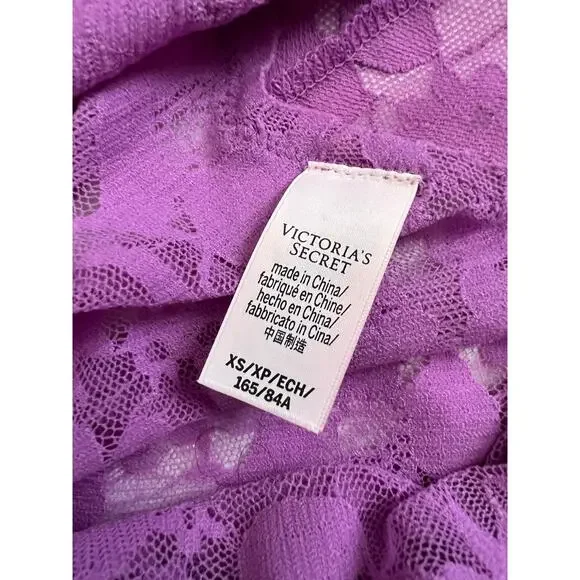 VICTORIA'S
SECRET
made in China/
fabriqué en Chine/
hecho en China/
fabbricato in Cina/
中国制造
XS/XP/ECH/
165/84A